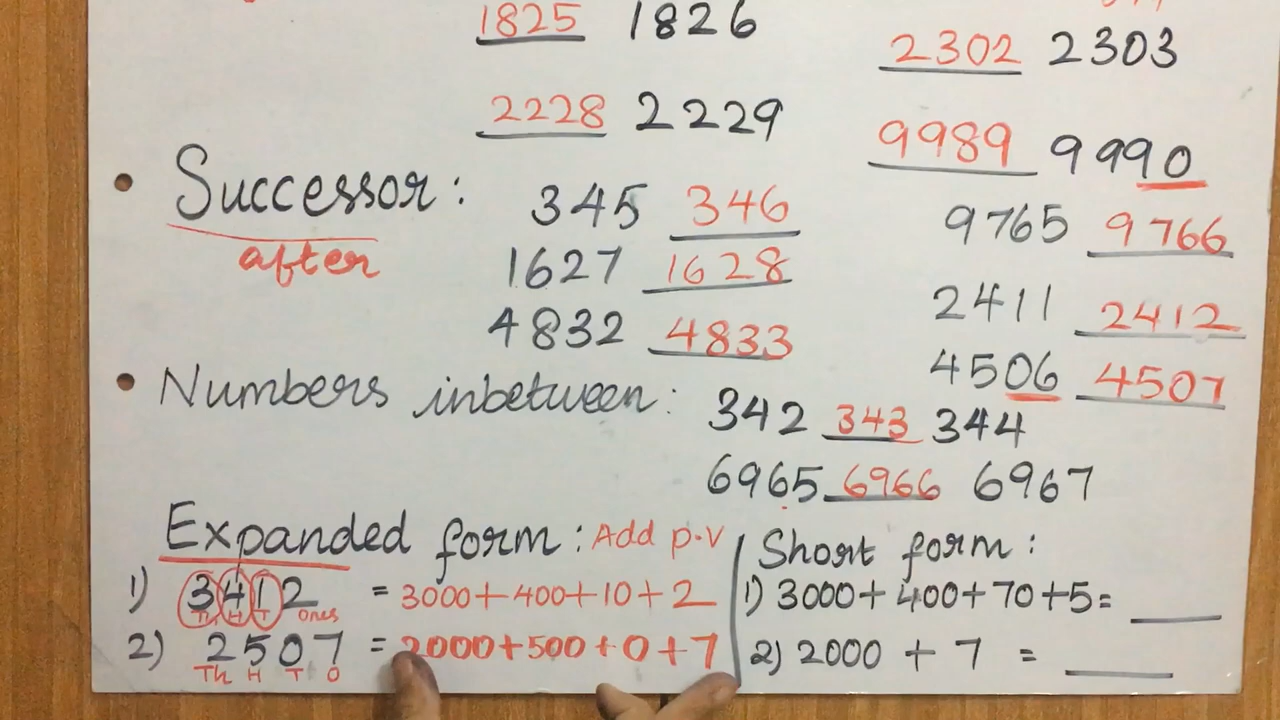 1825 1826
2302 2303
2228 2229
9989 9990
• Successor : 345 346
after
9765 9766
1627 1628
2411 2412
4832 4833
4506 4507
• Numbers inbetween : 342 343 344
6965 6966 6967
Expanded form : Add p.v
1) 3412 = 3000+400+10+2
Th H T ones
2) 2507 = 2000+500+0+7
Th H T O
Short form :
1) 3000+400+70+5= ____
2) 2000 + 7 = ____